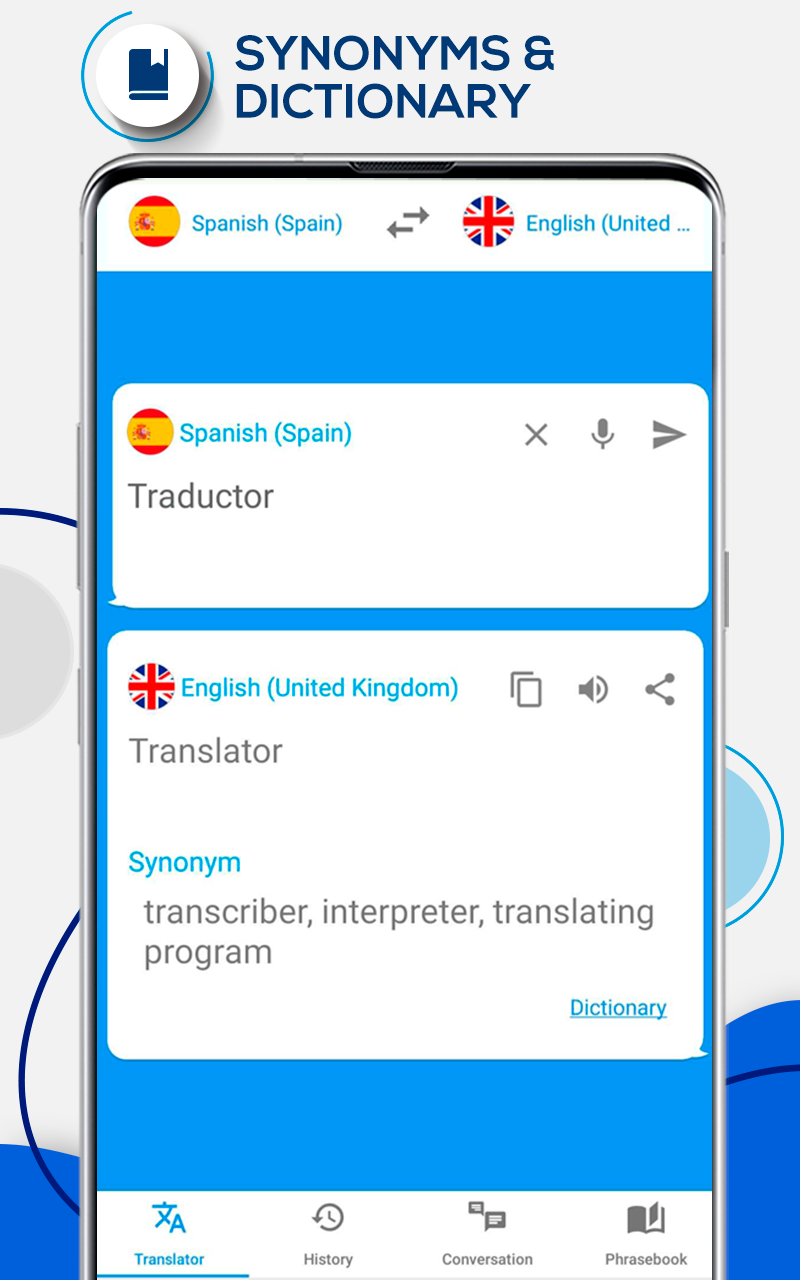 SYNONYMS &
DICTIONARY
Spanish (Spain)
English (United ...
Spanish (Spain)
Traductor
English (United Kingdom)
Translator
Synonym
transcriber, interpreter, translating
program
Dictionary
Translator
History
Conversation
Phrasebook